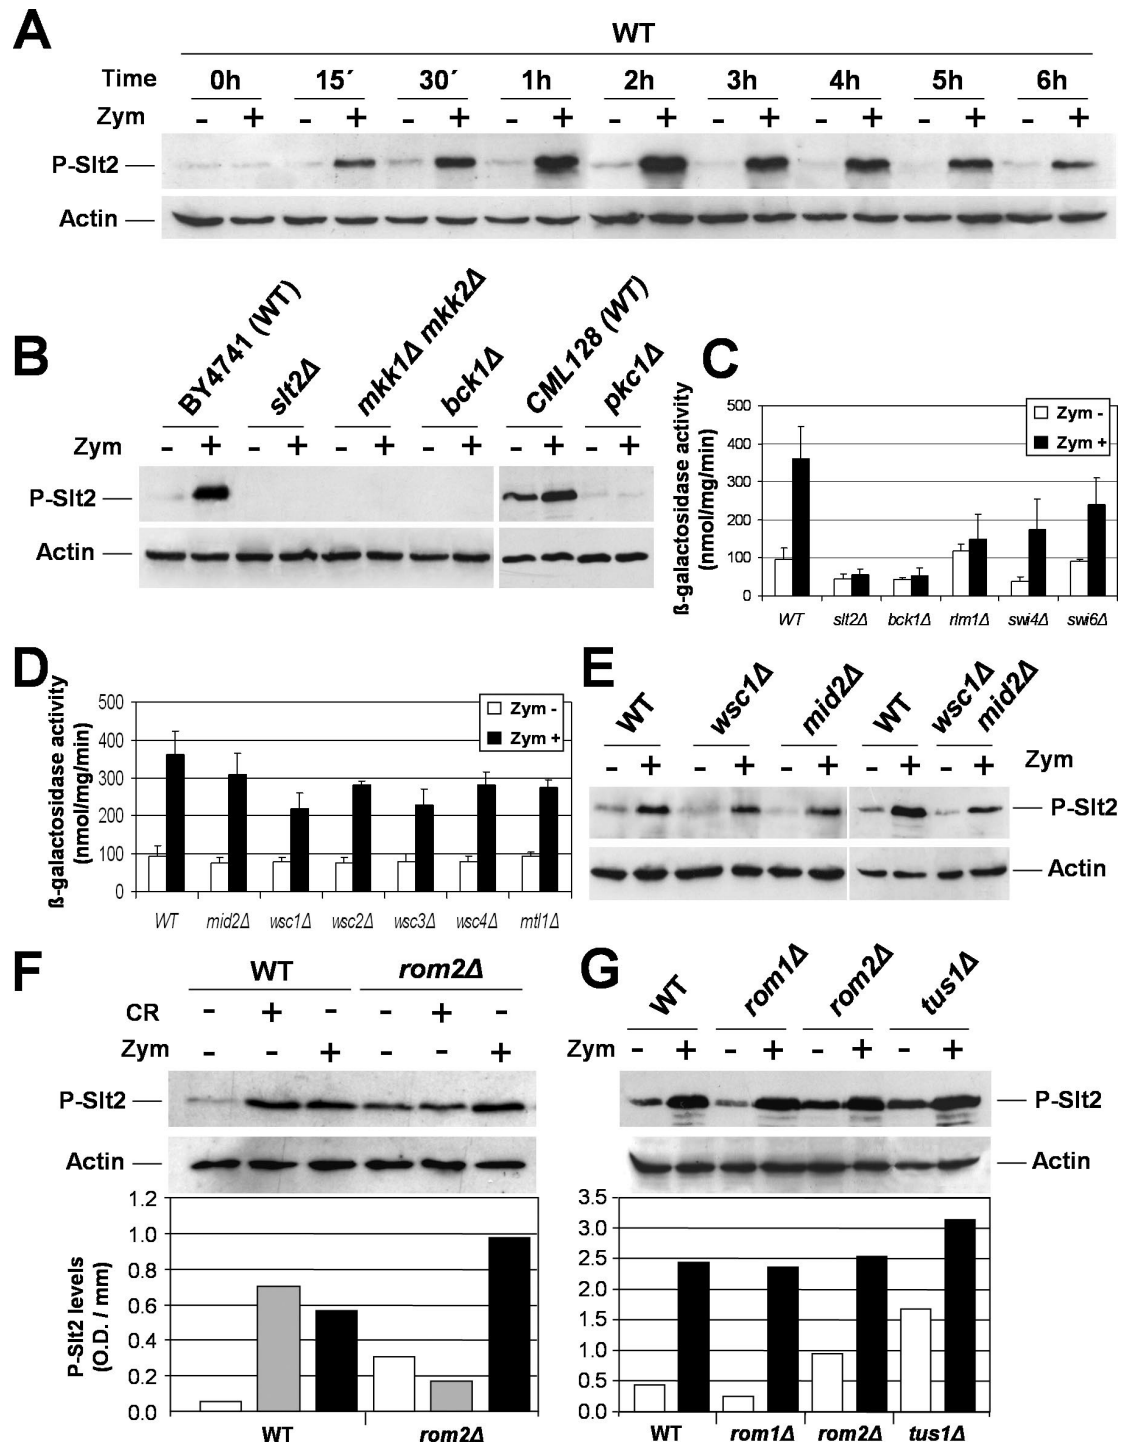 A
WT
Time 0h 15´ 30´ 1h 2h 3h 4h 5h 6h
Zym - + - + - + - + - + - + - + - + - +
P-Slt2
Actin
B
BY4741 (WT) slt2Δ mkk1Δ mkk2Δ bck1Δ CML128 (WT) pkc1Δ
Zym - + - + - + - + - + - +
P-Slt2
Actin
C
ß-galactosidase activity
(nmol/mg/min)
500
400
300
200
100
0
Zym -
Zym +
WT slt2Δ bck1Δ rlm1Δ swi4Δ swi6Δ
D
ß-galactosidase activity
(nmol/mg/min)
500
400
300
200
100
0
Zym -
Zym +
WT mid2Δ wsc1Δ wsc2Δ wsc3Δ wsc4Δ mtl1Δ
E
WT wsc1Δ mid2Δ WT wsc1Δ mid2Δ
- + - + - + - + - + Zym
P-Slt2
Actin
F
WT rom2Δ
CR - + - - + -
Zym - - + - - +
P-Slt2
Actin
P-Slt2 levels
(O.D. / mm)
1.2
1.0
0.8
0.6
0.4
0.2
0.0
WT rom2Δ
G
WT rom1Δ rom2Δ tus1Δ
Zym - + - + - + - +
P-Slt2
Actin
3.5
3.0
2.5
2.0
1.5
0.5
0.0
WT rom1Δ rom2Δ tus1Δ